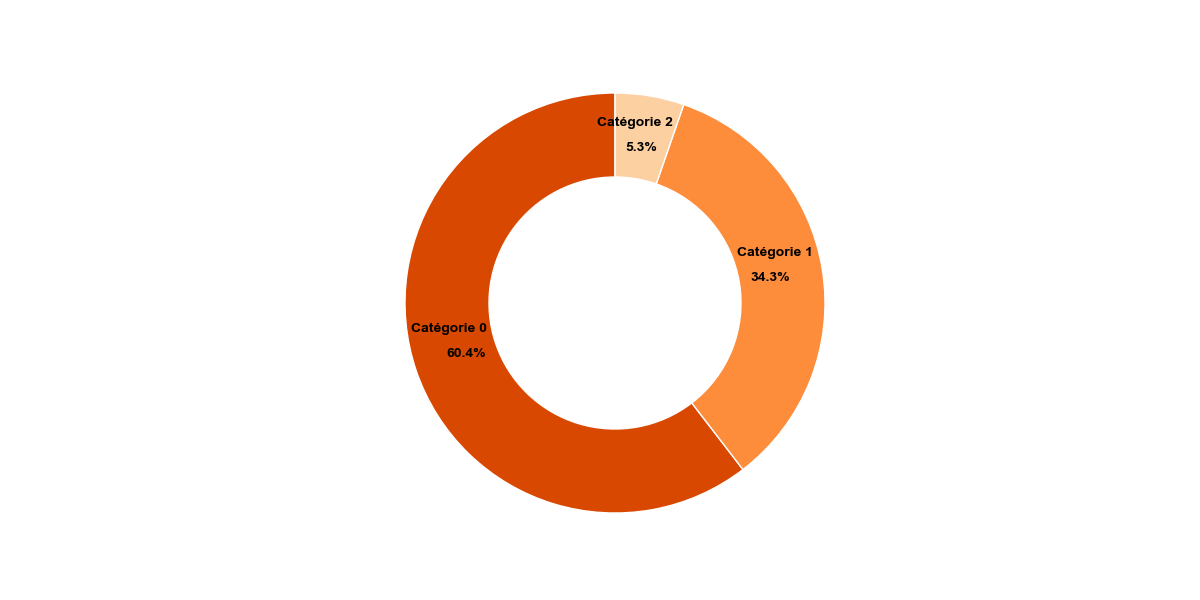 Catégorie 2
5.3%
Catégorie 1
34.3%
Catégorie 0
60.4%